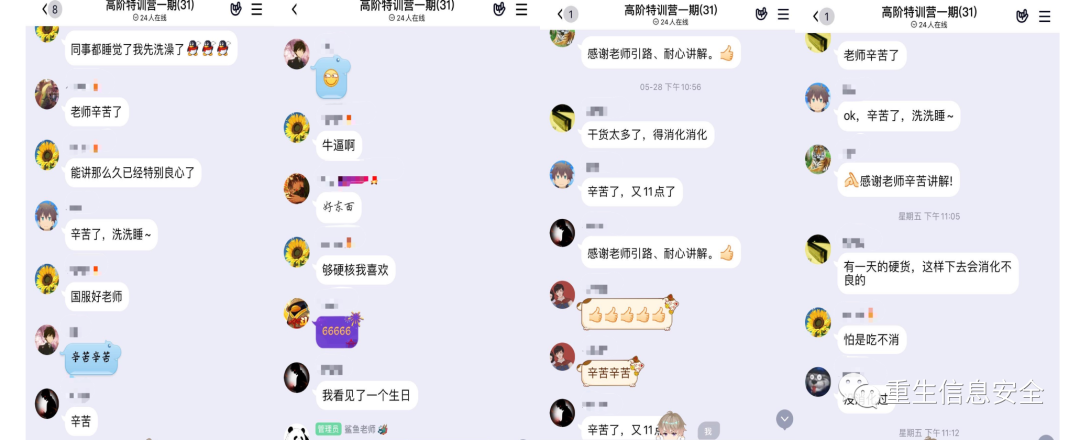 8
高阶特训营一期(31)
24人在线
同事都睡觉了我先洗澡了
老师辛苦了
能讲那么久已经特别良心了
辛苦了，洗洗睡~
国服好老师
辛苦辛苦
辛苦
高阶特训营一期(31)
24人在线
牛逼啊
好东西
够硬核我喜欢
66666
我看见了一个生日
管理员 鲨鱼老师
1
高阶特训营一期(31)
24人在线
感谢老师引路、耐心讲解。
05-28 下午10:56
干货太多了，得消化消化
辛苦了，又11点了
感谢老师引路、耐心讲解。
辛苦辛苦
辛苦了，又11点
我
1
高阶特训营一期(31)
24人在线
老师辛苦了
ok，辛苦了，洗洗睡~
感谢老师辛苦讲解!
星期五 下午11:05
有一天的硬货，这样下去会消化不
良的
怕是吃不消
过
重生信息安全
星期五 下午11:12